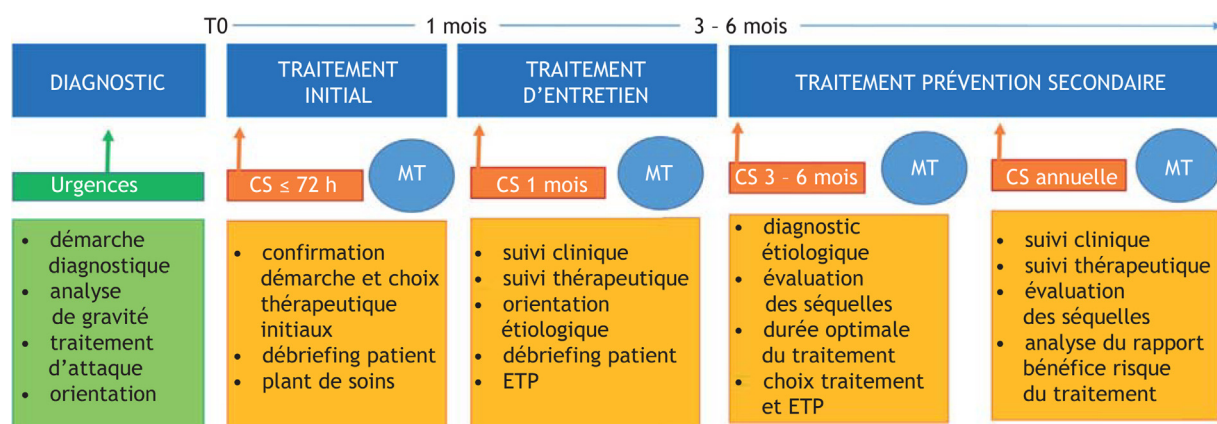 T0
1 mois
3 – 6 mois
DIAGNOSTIC
TRAITEMENT
INITIAL
TRAITEMENT
D’ENTRETIEN
TRAITEMENT PRÉVENTION SECONDAIRE
Urgences
CS ≤ 72 h
MT
CS 1 mois
MT
CS 3 – 6 mois
MT
CS annuelle
MT
• démarche
diagnostique
• analyse
de gravité
• traitement
d’attaque
• orientation
• confirmation
démarche et choix
thérapeutique
initiaux
• débriefing patient
• plant de soins
• suivi clinique
• suivi thérapeutique
• orientation
étiologique
• débriefing patient
• ETP
• diagnostic
étiologique
• évaluation
des séquelles
• durée optimale
du traitement
• choix traitement
et ETP
• suivi clinique
• suivi thérapeutique
• évaluation
des séquelles
• analyse du rapport
bénéfice risque
du traitement